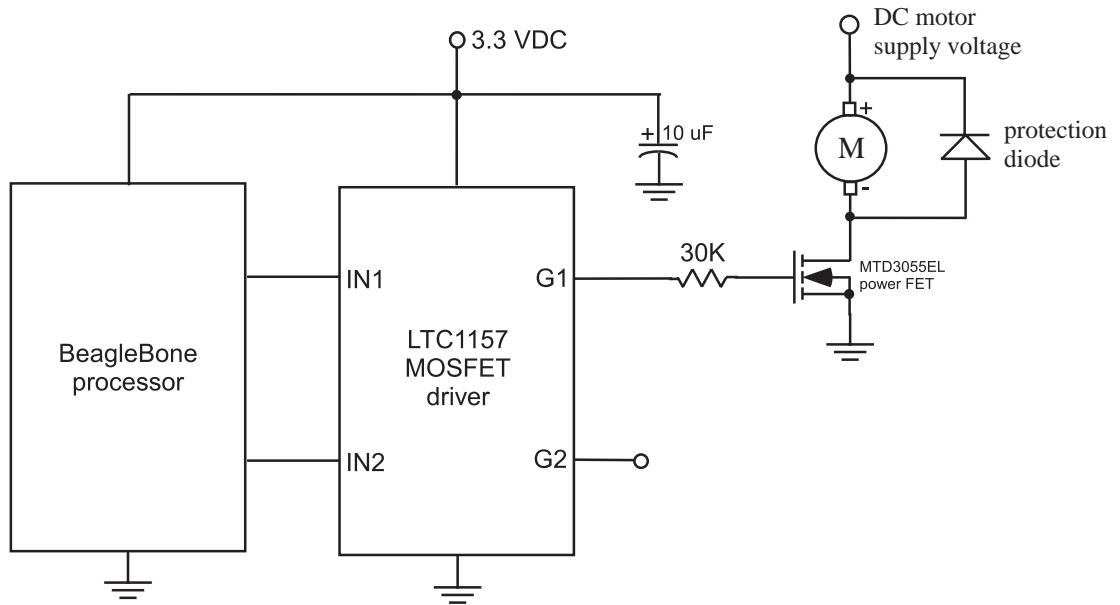 3.3 VDC
DC motor
supply voltage
+ 10 uF
+
M
-
protection
diode
30K
MTD3055EL
power FET
IN1
G1
BeagleBone
processor
LTC1157
MOSFET
driver
IN2
G2